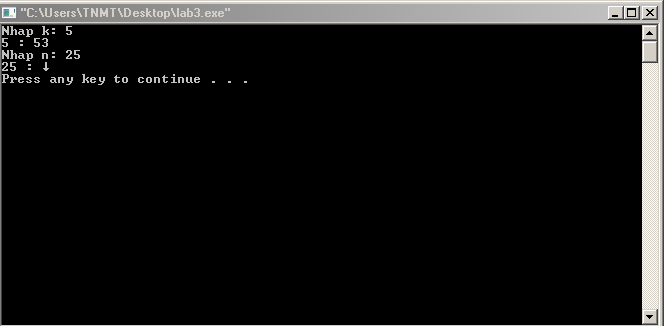 "C:\Users\TNMT\Desktop\lab3.exe"
Nhap k: 5
5 : 53
Nhap n: 25
25 : ↓
Press any key to continue . . .